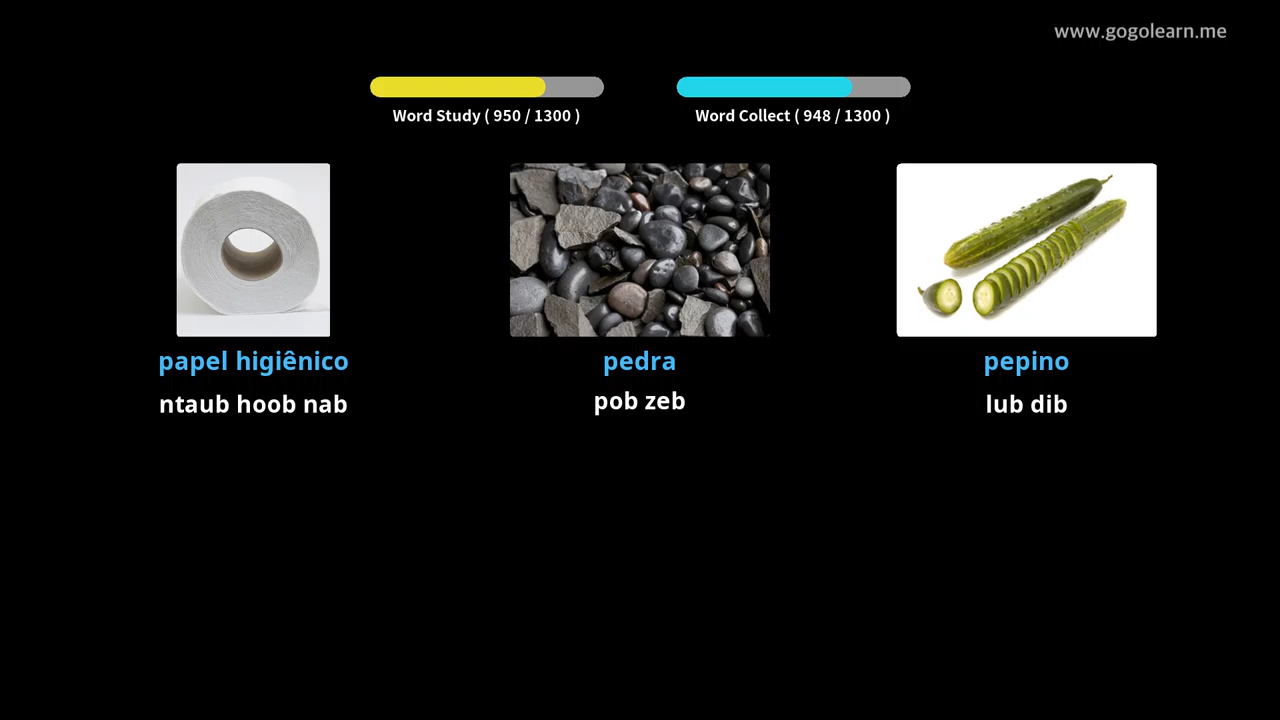 www.gogolearn.me
Word Study ( 950 / 1300 )
Word Collect ( 948 / 1300 )
papel higiênico
pedra
pepino
ntaub hoob nab
pob zeb
lub dib